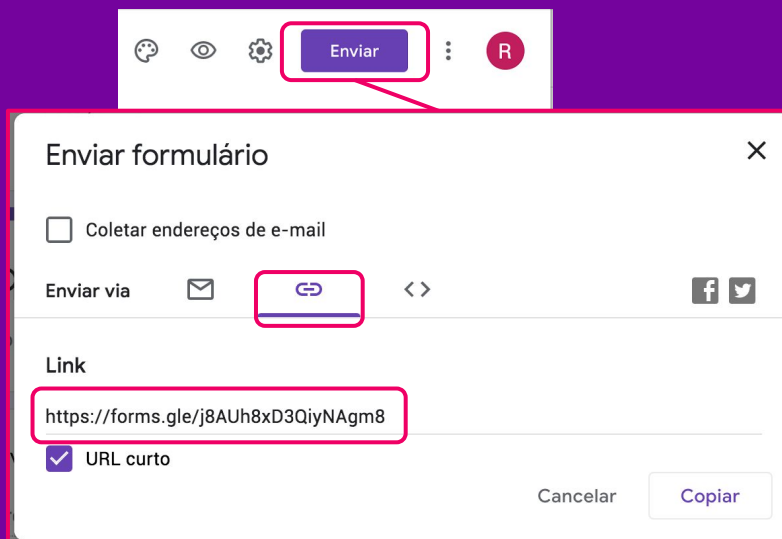 Enviar
R
Enviar formulário
Coletar endereços de e-mail
Enviar via
Link
https://forms.gle/j8AUh8xD3QiyNAgm8
URL curto
Cancelar Copiar